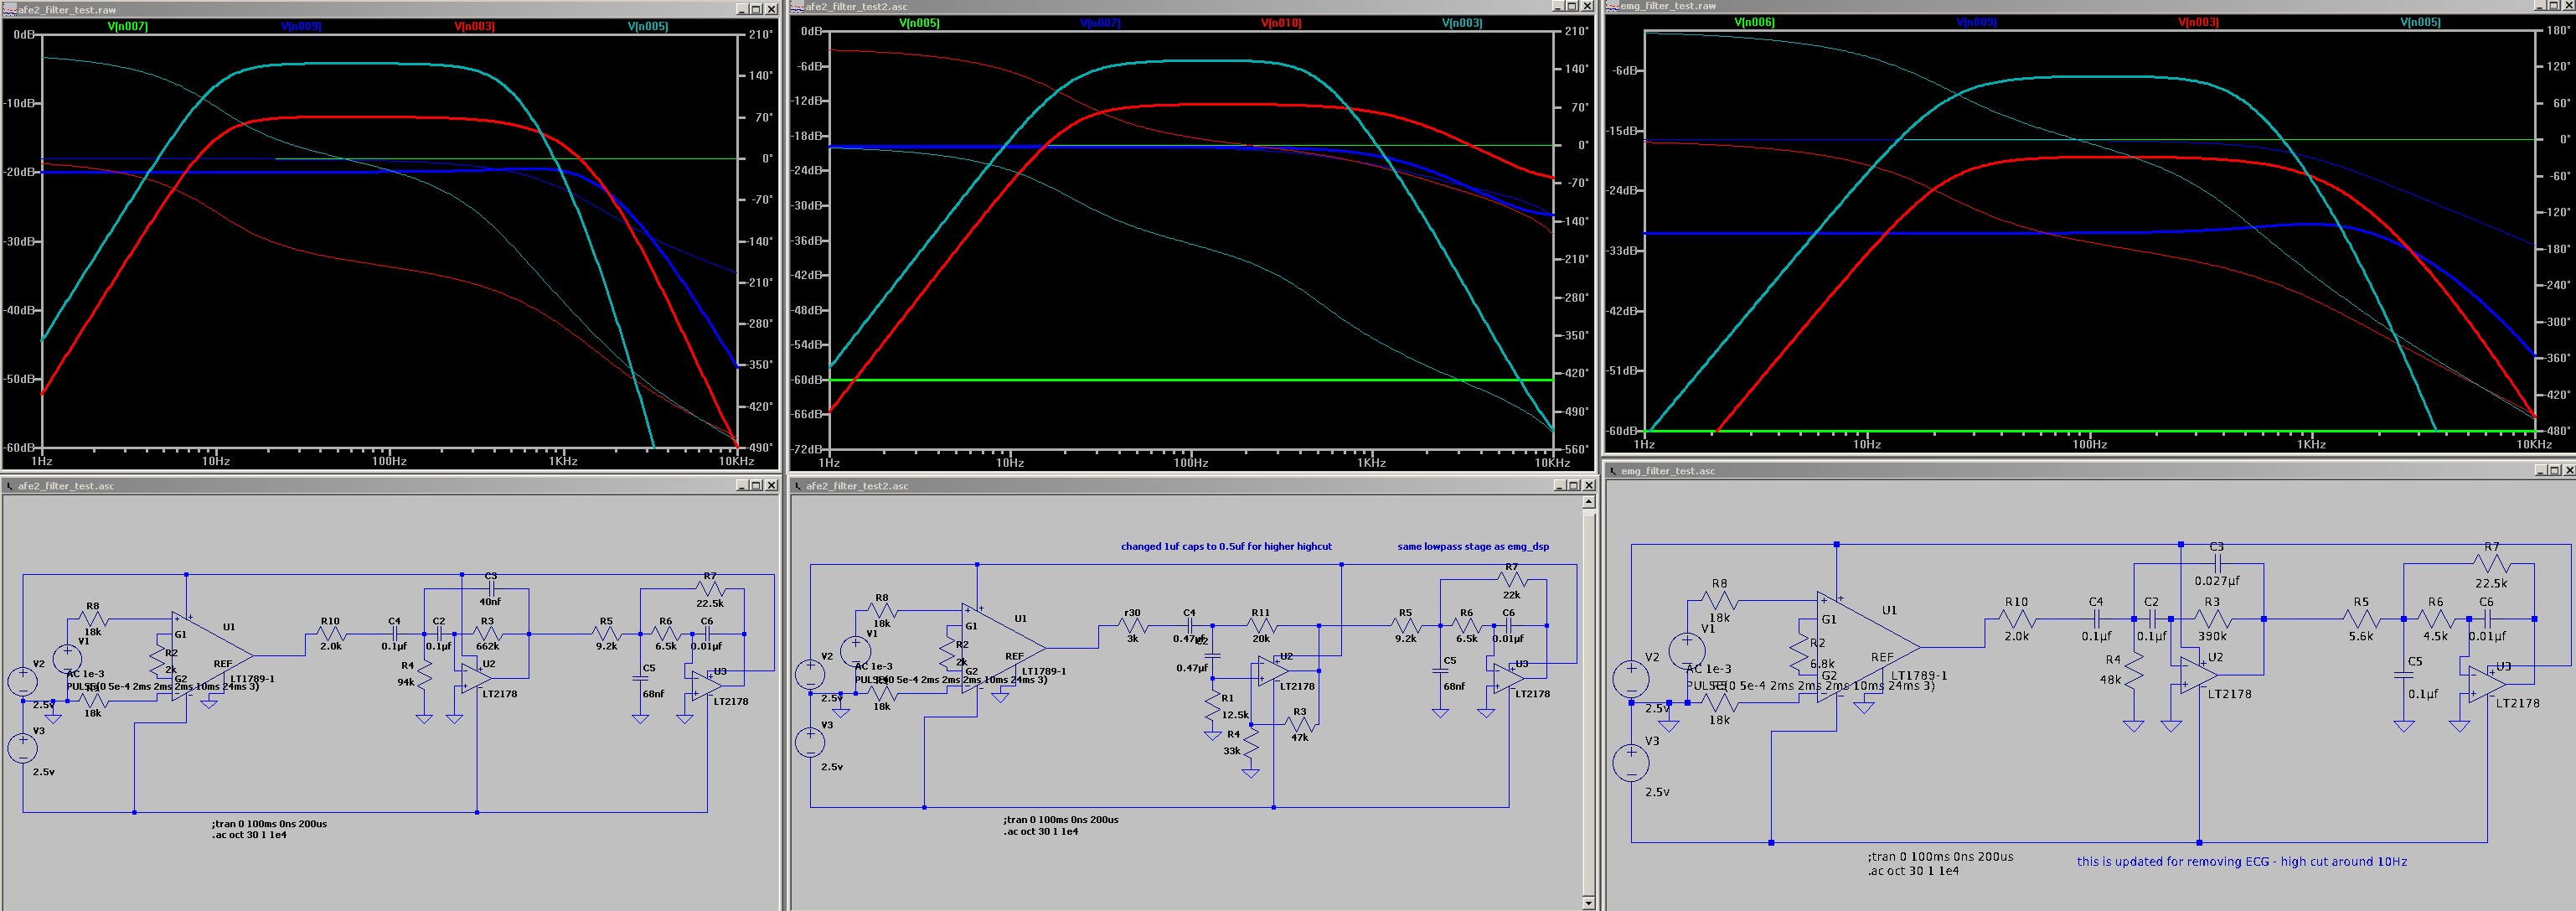 afe2_filter_test.raw
V(n007) V(n009) V(n003) V(n005)
0dB 210°
140°
-10dB
70°
0°
-20dB
-70°
-30dB
-140°
-210°
-40dB
-280°
-350°
-50dB
-420°
-60dB -490°
1Hz 10Hz 100Hz 1KHz 10KHz
afe2_filter_test2.asc
V(n005) V(n007) V(n010) V(n003)
0dB 210°
-6dB 140°
-12dB 70°
-18dB 0°
-24dB -70°
-30dB -140°
-36dB -210°
-42dB -280°
-48dB -350°
-54dB
-60dB -420°
-66dB -490°
-72dB -560°
1Hz 10Hz 100Hz 1KHz 10KHz
emg_filter_test.raw
V(n006) V(n009) V(n003) V(n005)
180°
-6dB 120°
60°
-15dB 0°
-24dB -60°
-120°
-33dB -180°
-240°
-42dB -300°
-51dB -360°
-420°
-60dB -480°
1Hz 10Hz 100Hz 1KHz 10KHz
afe2_filter_test.asc
R8
18k
V1
AC 1e-3
PULSE(0 5e-4 2ms 2ms 2ms 10ms 24ms 3)
V2
2.5v
V3
2.5v
18k
G1
R2
2k
G2
U1
REF
LT1789-1
R10
2.0k
C4
0.1µf
C2
0.1µf
C3
40nf
R3
662k
R4
94k
U2
LT2178
R5
9.2k
R6
6.5k
C6
0.01µf
R7
22.5k
C5
68nf
U3
LT2178
;tran 0 100ms 0ns 200us
.ac oct 30 1 1e4
afe2_filter_test2.asc
changed 1uf caps to 0.5uf for higher highcut
same lowpass stage as emg_dsp
R8
18k
V1
AC 1e-3
PULSE(0 5e-4 2ms 2ms 2ms 10ms 24ms 3)
V2
2.5v
V3
2.5v
18k
G1
R2
2k
G2
U1
REF
LT1789-1
r30
3k
C4
0.47µf
0.47µf
R11
20k
R1
12.5k
R4
33k
R3
47k
U2
LT2178
R5
9.2k
R6
6.5k
C6
0.01µf
R7
22k
C5
68nf
U3
LT2178
;tran 0 100ms 0ns 200us
.ac oct 30 1 1e4
emg_filter_test.asc
R8
18k
V1
AC 1e-3
PULSE(0 5e-4 2ms 2ms 2ms 10ms 24ms 3)
V2
2.5v
V3
2.5v
18k
G1
R2
6.8k
G2
U1
REF
LT1789-1
R10
2.0k
C4
0.1µf
C2
0.1µf
C3
0.027µf
R3
390k
R4
48k
U2
LT2178
R5
5.6k
R6
4.5k
C6
0.01µf
R7
22.5k
C5
0.1µf
U3
LT2178
;tran 0 100ms 0ns 200us
.ac oct 30 1 1e4
this is updated for removing ECG - high cut around 10Hz